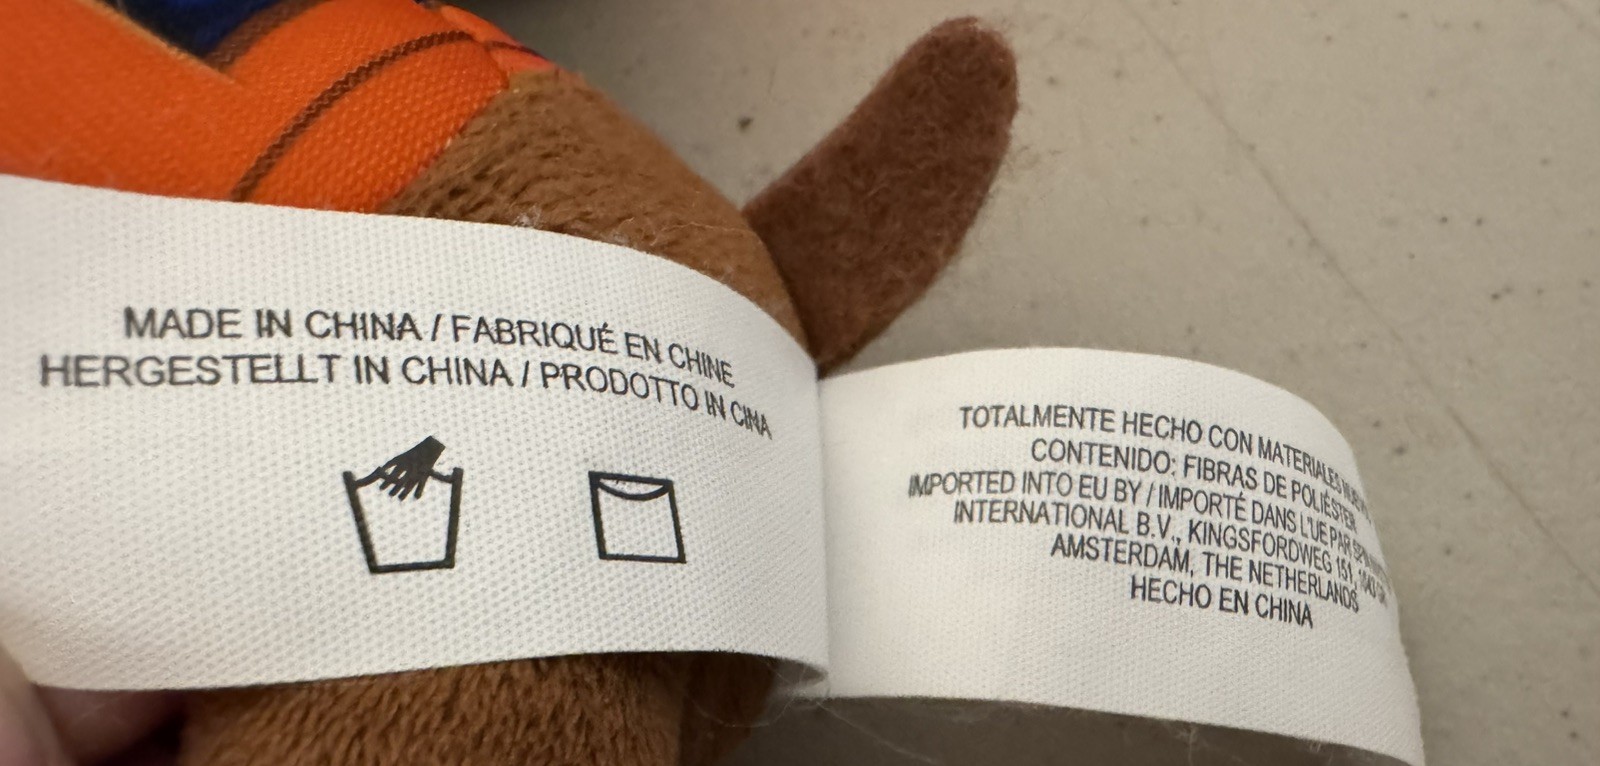 MADE IN CHINA / FABRIQUÉ EN CHINE
HERGESTELLT IN CHINA / PRODOTTO IN CINA
TOTALMENTE HECHO CON MATERIALES
CONTENIDO: FIBRAS DE POLIÉSTER
IMPORTED INTO EU BY / IMPORTÉ DANS L'UE PAR
INTERNATIONAL B.V., KINGSFORDWEG 151,
AMSTERDAM, THE NETHERLANDS
HECHO EN CHINA